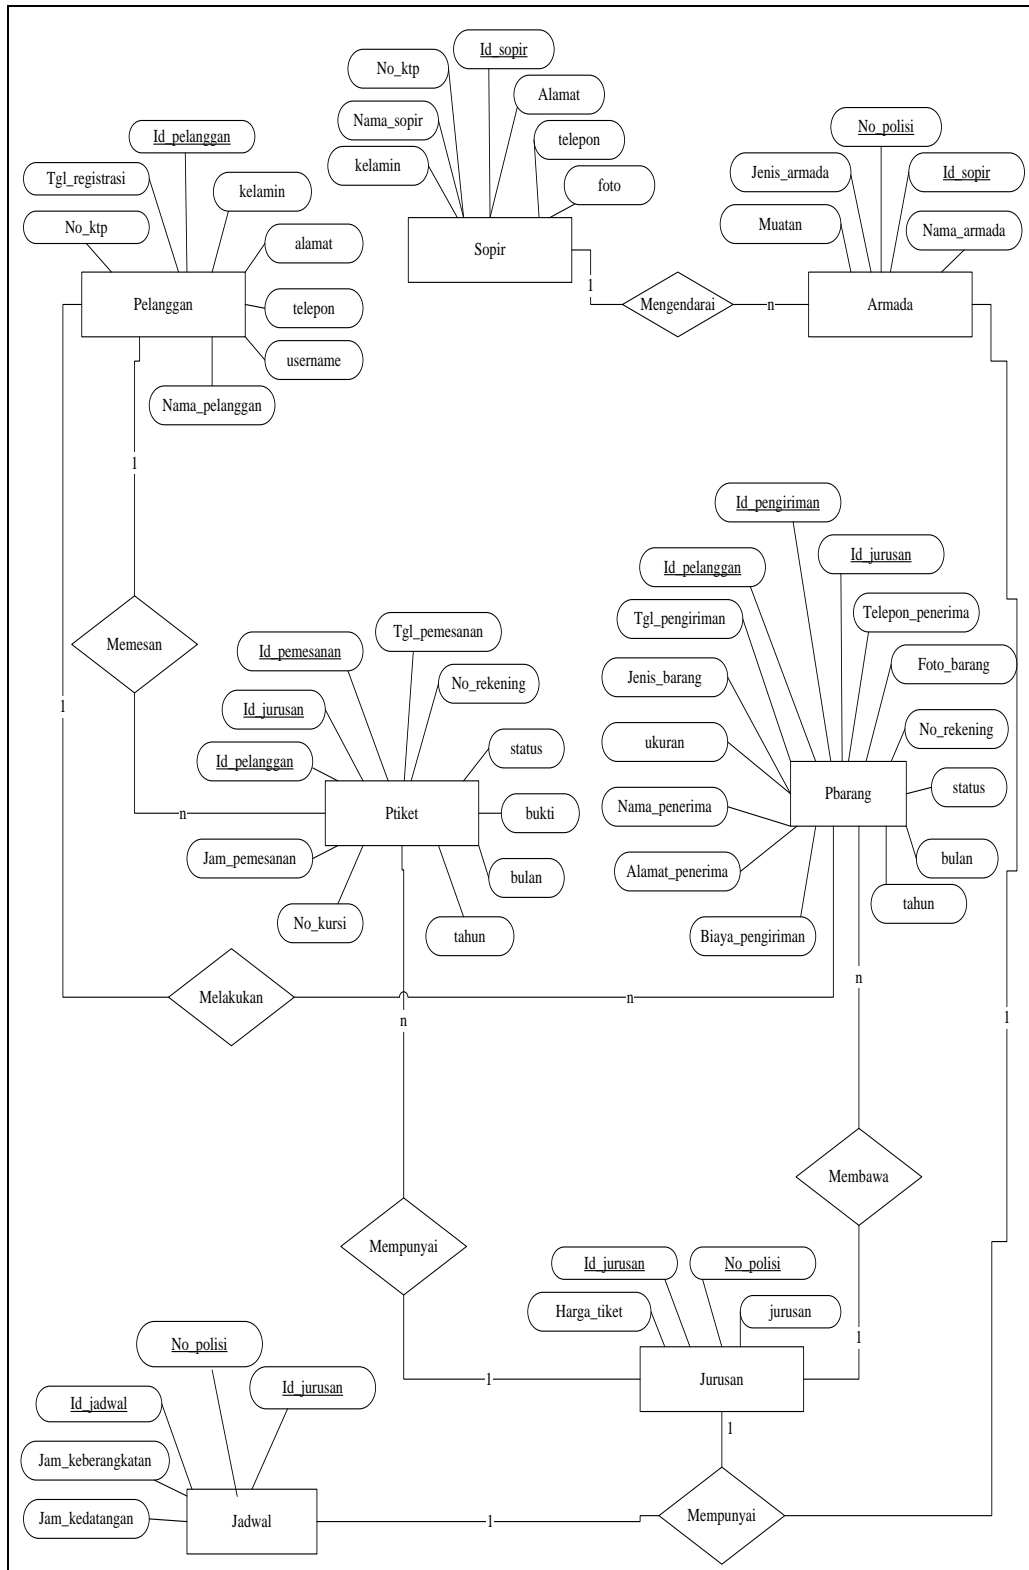 Id_sopir
No_ktp
Alamat
Nama_sopir
telepon
kelamin
foto
Sopir
Id_pelanggan
Tgl_registrasi
kelamin
No_ktp
alamat
Pelanggan
telepon
username
Nama_pelanggan
No_polisi
Jenis_armada
Id_sopir
Muatan
Nama_armada
Armada
1
Mengendarai
n
1
Memesan
1
n
Id_pengiriman
Id_jurusan
Id_pelanggan
Telepon_penerima
Tgl_pengiriman
Foto_barang
Jenis_barang
No_rekening
ukuran
Pbarang
status
Nama_penerima
bulan
Alamat_penerima
tahun
Biaya_pengiriman
Tgl_pemesanan
Id_pemesanan
No_rekening
Id_jurusan
status
Id_pelanggan
Ptiket
bukti
Jam_pemesanan
bulan
No_kursi
tahun
Melakukan
n
n
n
1
Membawa
Mempunyai
Id_jurusan
No_polisi
Harga_tiket
jurusan
1
Jurusan
1
1
No_polisi
Id_jurusan
Id_jadwal
Jam_keberangkatan
Jam_kedatangan
Jadwal
1
Mempunyai